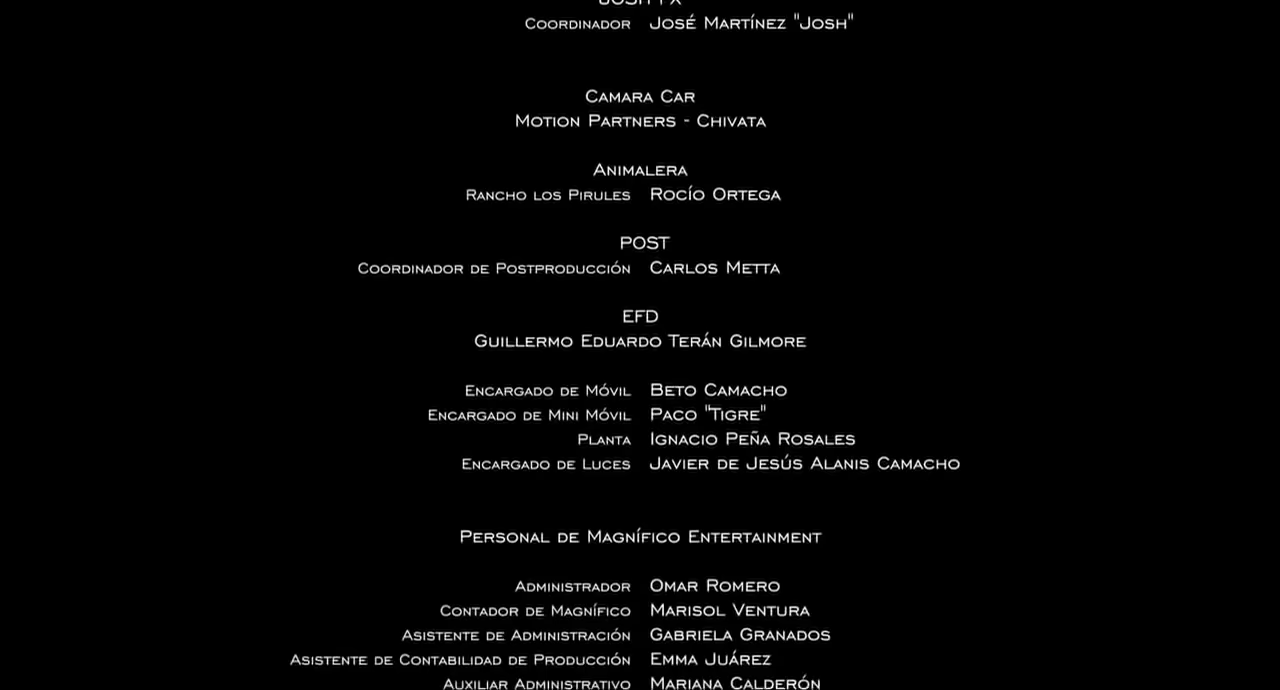 JOSH FX
COORDINADOR JOSÉ MARTÍNEZ "JOSH"
CAMARA CAR
MOTION PARTNERS - CHIVATA
ANIMALERA
RANCHO LOS PIRULES ROCÍO ORTEGA
POST
COORDINADOR DE POSTPRODUCCIÓN CARLOS METTA
EFD
GUILLERMO EDUARDO TERÁN GILMORE
ENCARGADO DE MÓVIL BETO CAMACHO
ENCARGADO DE MINI MÓVIL PACO "TIGRE"
PLANTA IGNACIO PEÑA ROSALES
ENCARGADO DE LUCES JAVIER DE JESÚS ALANIS CAMACHO
PERSONAL DE MAGNÍFICO ENTERTAINMENT
ADMINISTRADOR OMAR ROMERO
CONTADOR DE MAGNÍFICO MARISOL VENTURA
ASISTENTE DE ADMINISTRACIÓN GABRIELA GRANADOS
ASISTENTE DE CONTABILIDAD DE PRODUCCIÓN EMMA JUÁREZ
AUXILIAR ADMINISTRATIVO MARIANA CALDERÓN